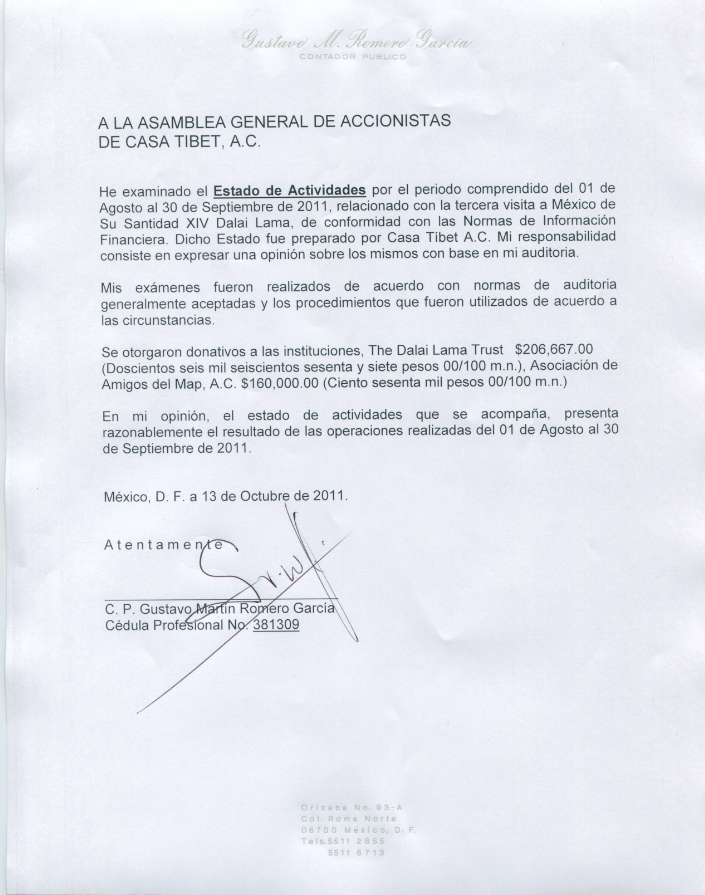 Gustavo M. Romero García
CONTADOR PUBLICO
A LA ASAMBLEA GENERAL DE ACCIONISTAS
DE CASA TIBET, A.C.
He examinado el Estado de Actividades por el periodo comprendido del 01 de
Agosto al 30 de Septiembre de 2011, relacionado con la tercera visita a México de
Su Santidad XIV Dalai Lama, de conformidad con las Normas de Información
Financiera. Dicho Estado fue preparado por Casa Tibet A.C. Mi responsabilidad
consiste en expresar una opinión sobre los mismos con base en mi auditoria.
Mis exámenes fueron realizados de acuerdo con normas de auditoria
generalmente aceptadas y los procedimientos que fueron utilizados de acuerdo a
las circunstancias.
Se otorgaron donativos a las instituciones, The Dalai Lama Trust $206,667.00
(Doscientos seis mil seiscientos sesenta y siete pesos 00/100 m.n.), Asociación de
Amigos del Map, A.C. $160,000.00 (Ciento sesenta mil pesos 00/100 m.n.)
En mi opinión, el estado de actividades que se acompaña, presenta
razonablemente el resultado de las operaciones realizadas del 01 de Agosto al 30
de Septiembre de 2011.
México, D. F. a 13 de Octubre de 2011.
Atentamente
C. P. Gustavo Martín Romero García
Cédula Profesional No. 381309
Orizaba No. 93-A
Col. Roma Norte
06700 México, D. F.
Tels. 5511 2855
5511 6713